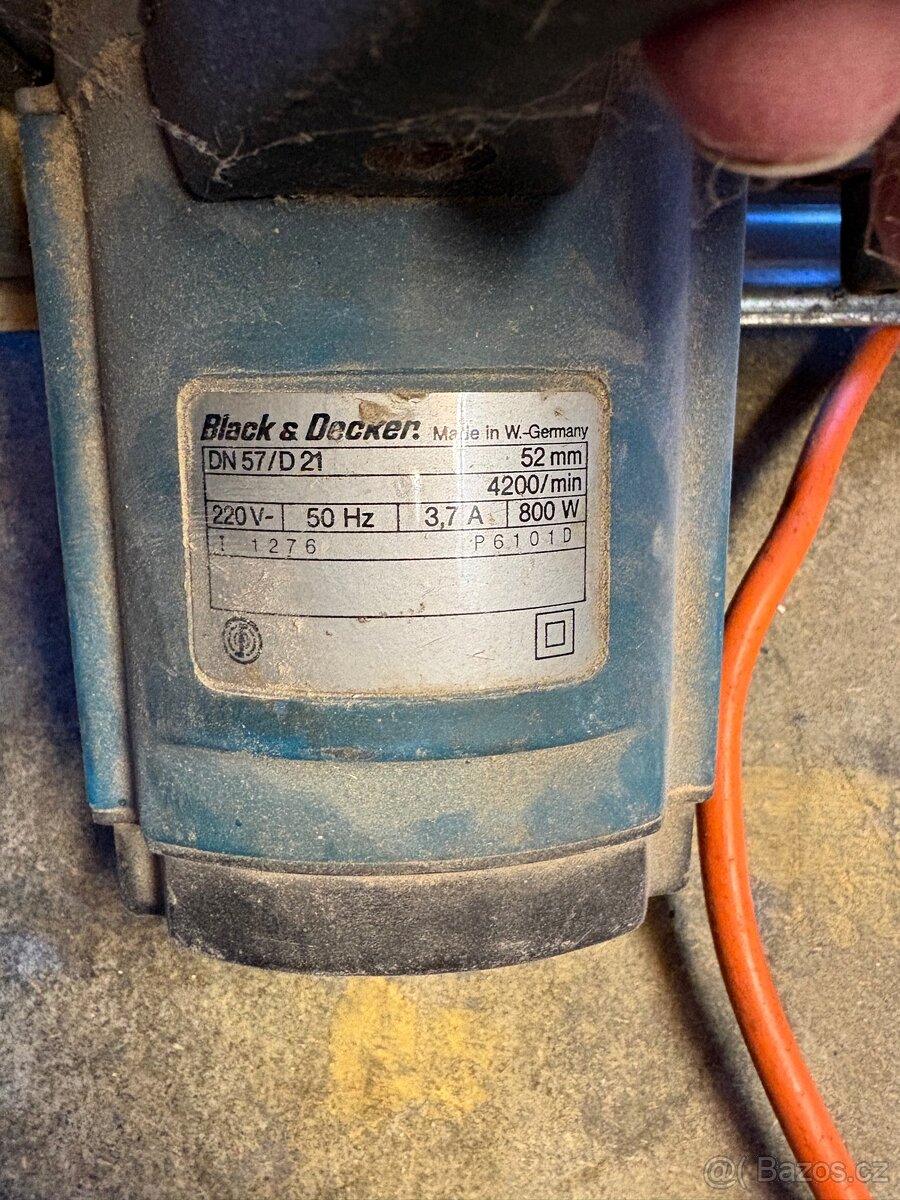 Black & Decker. Made in W.-Germany
DN 57/D 21 52 mm
4200/min
220V~ 50 Hz 3,7 A 800 W
I 1276 P6101D
@( Bazos.cz